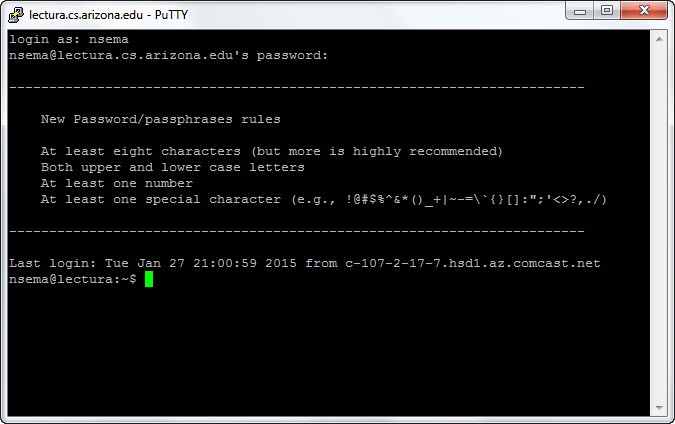 lectura.cs.arizona.edu - PuTTY
login as: nsema
nsema@lectura.cs.arizona.edu's password:
------------------------------------------------------------------------
New Password/passphrases rules
At least eight characters (but more is highly recommended)
Both upper and lower case letters
At least one number
At least one special character (e.g., !@#$%^&*()_+|~-=\`{}[]:";'<>?,./)
------------------------------------------------------------------------
Last login: Tue Jan 27 21:00:59 2015 from c-107-2-17-7.hsd1.az.comcast.net
nsema@lectura:~$